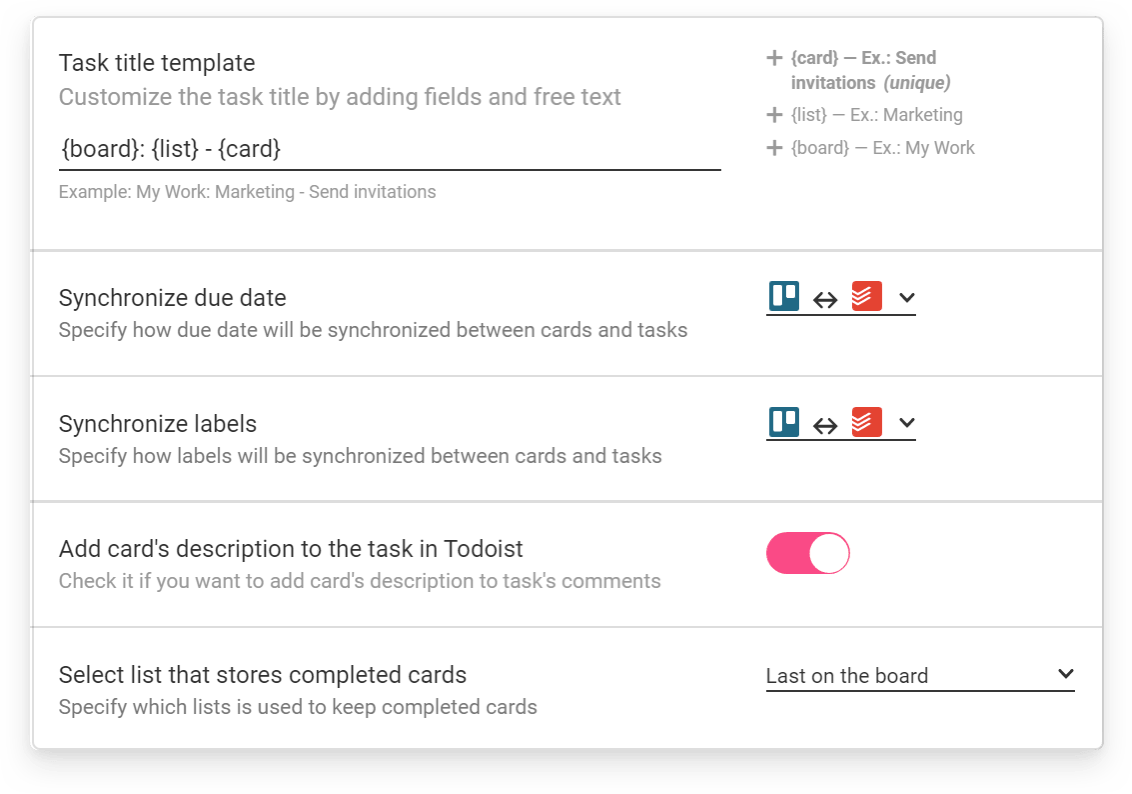 Task title template
Customize the task title by adding fields and free text
{board}: {list} - {card}
Example: My Work: Marketing - Send invitations
{card} — Ex.: Send
invitations (unique)
{list} — Ex.: Marketing
{board} — Ex.: My Work
Synchronize due date
Specify how due date will be synchronized between cards and tasks
Synchronize labels
Specify how labels will be synchronized between cards and tasks
Add card's description to the task in Todoist
Check it if you want to add card's description to task's comments
Select list that stores completed cards
Specify which lists is used to keep completed cards
Last on the board